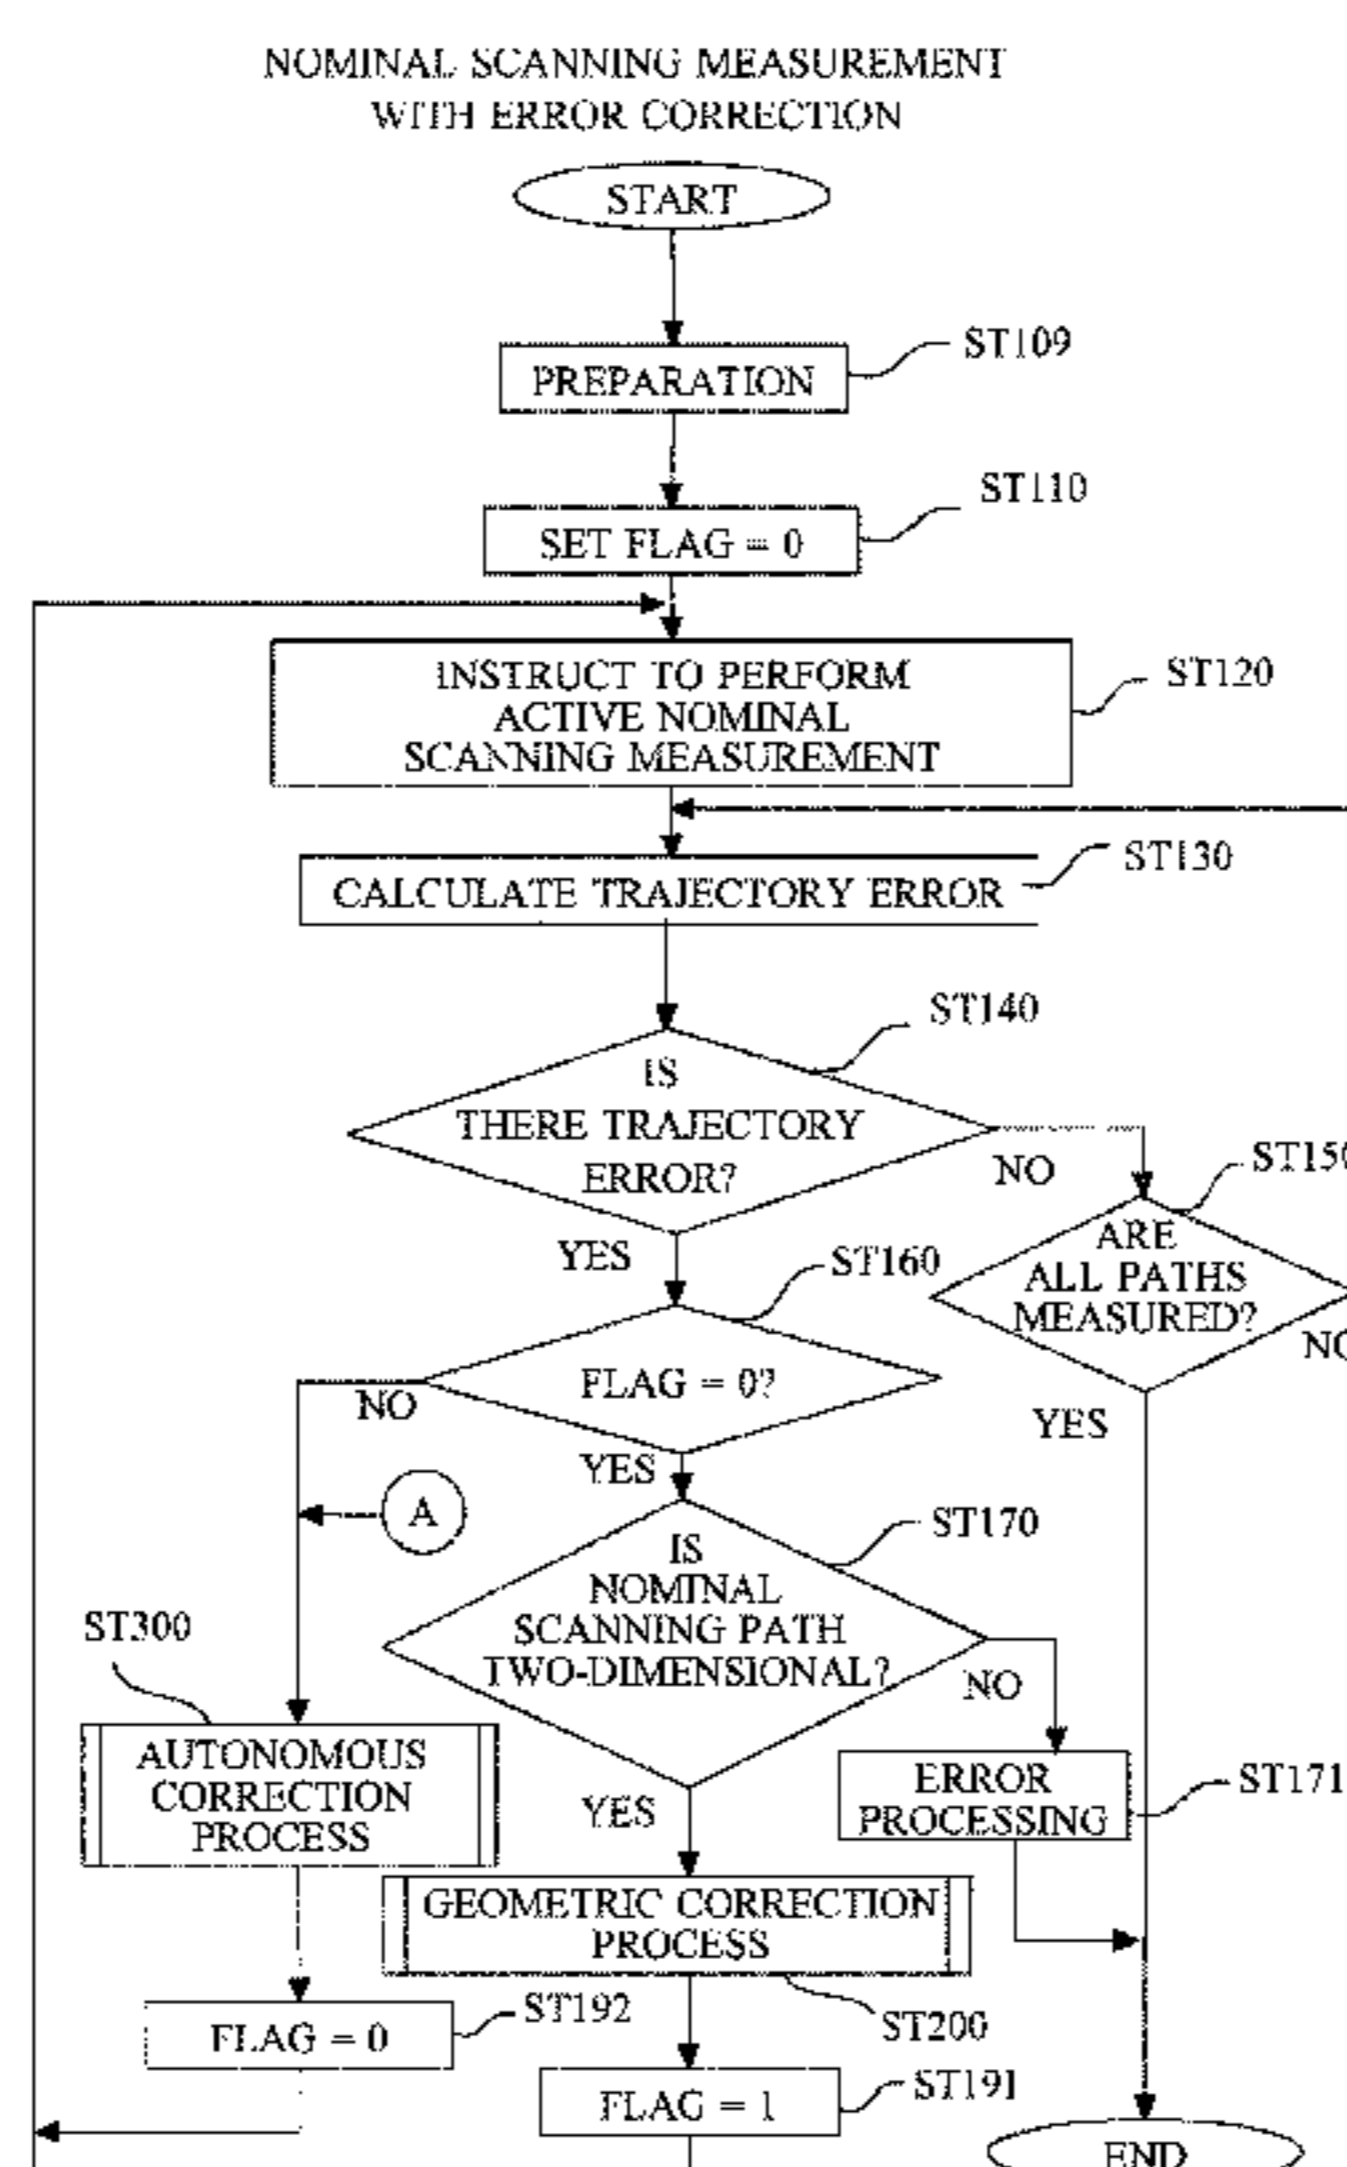 NOMINAL SCANNING MEASUREMENT
WITH ERROR CORRECTION
START
ST109
PREPARATION
ST110
SET FLAG = 0
INSTRUCT TO PERFORM
ACTIVE NOMINAL
SCANNING MEASUREMENT
ST120
ST130
CALCULATE TRAJECTORY ERROR
ST140
IS
THERE TRAJECTORY
ERROR?
NO
YES
ST150
ARE
ALL PATHS
MEASURED?
NO
YES
ST160
FLAG = 0?
NO
YES
A
ST170
IS
NOMINAL
SCANNING PATH
TWO-DIMENSIONAL?
NO
YES
ST300
AUTONOMOUS
CORRECTION
PROCESS
ERROR
PROCESSING
ST171
GEOMETRIC CORRECTION
PROCESS
ST200
ST192
FLAG = 0
ST191
FLAG = 1
END